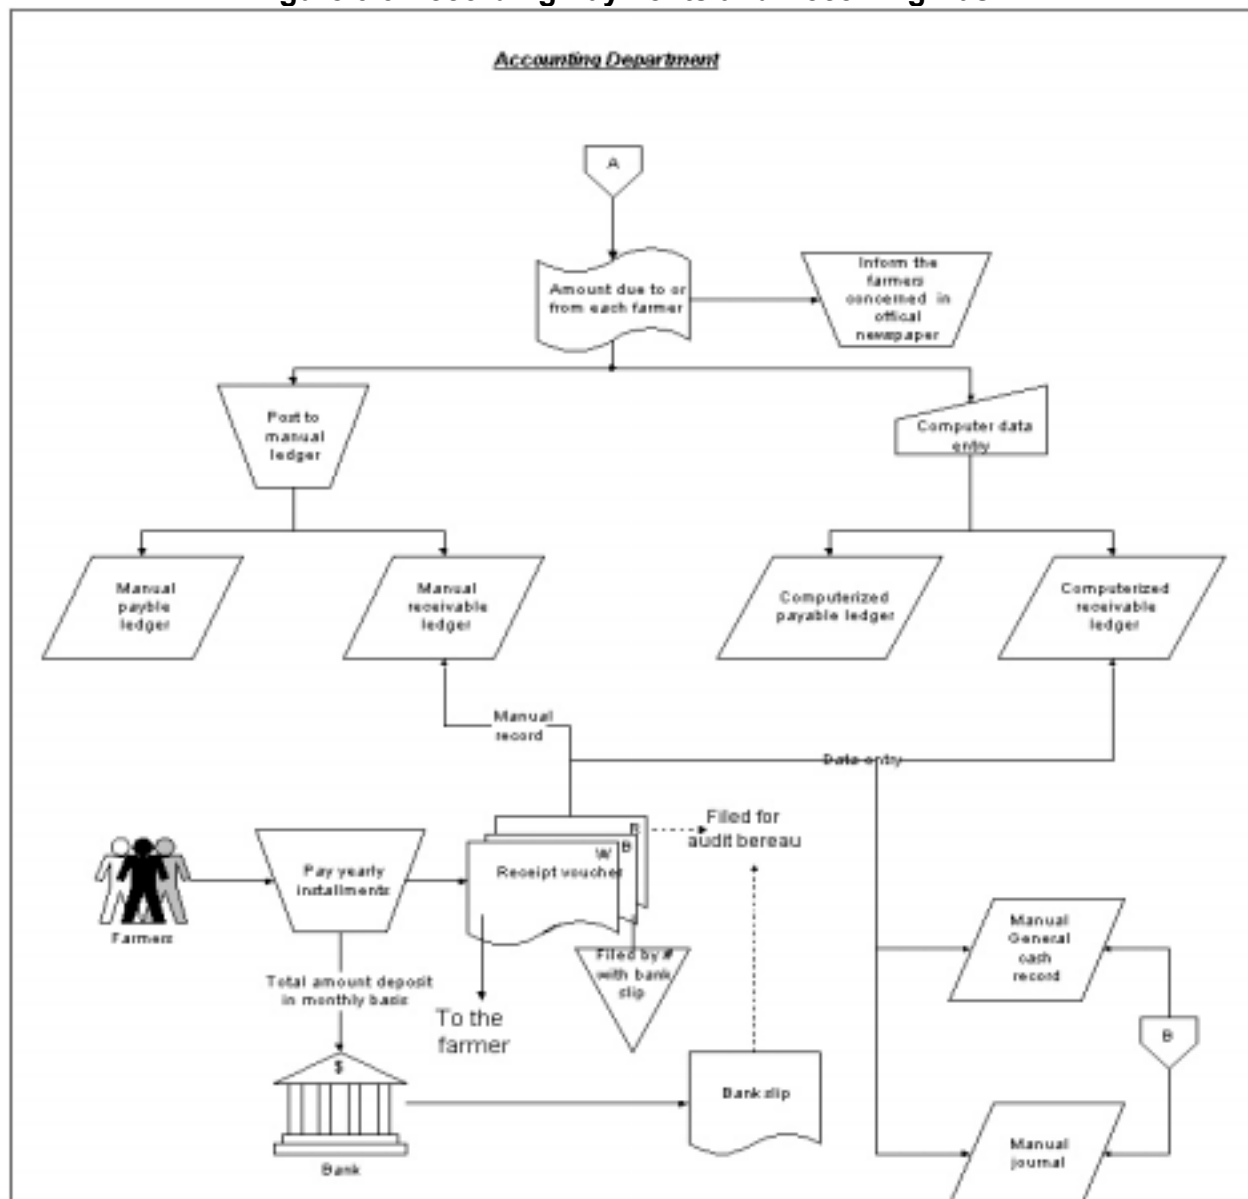 Accounting Department
A
Amount due to or
from each farmer
Inform the
farmers
concerned in
offical
newspaper
Post to
manual
ledger
Computer data
entry
Manual
payble
ledger
Manual
receivable
ledger
Computerized
payable ledger
Computerized
receivable
ledger
Manual
record
Data entry
Filed for
audit bereau
B
B
W
Receipt voucher
Pay yearly
installments
Farmers
Filed by #
with bank
slip
Total amount deposit
in monthly basis
To the
farmer
Manual
General
cash
record
B
$
Bank
Bank slip
Manual
journal